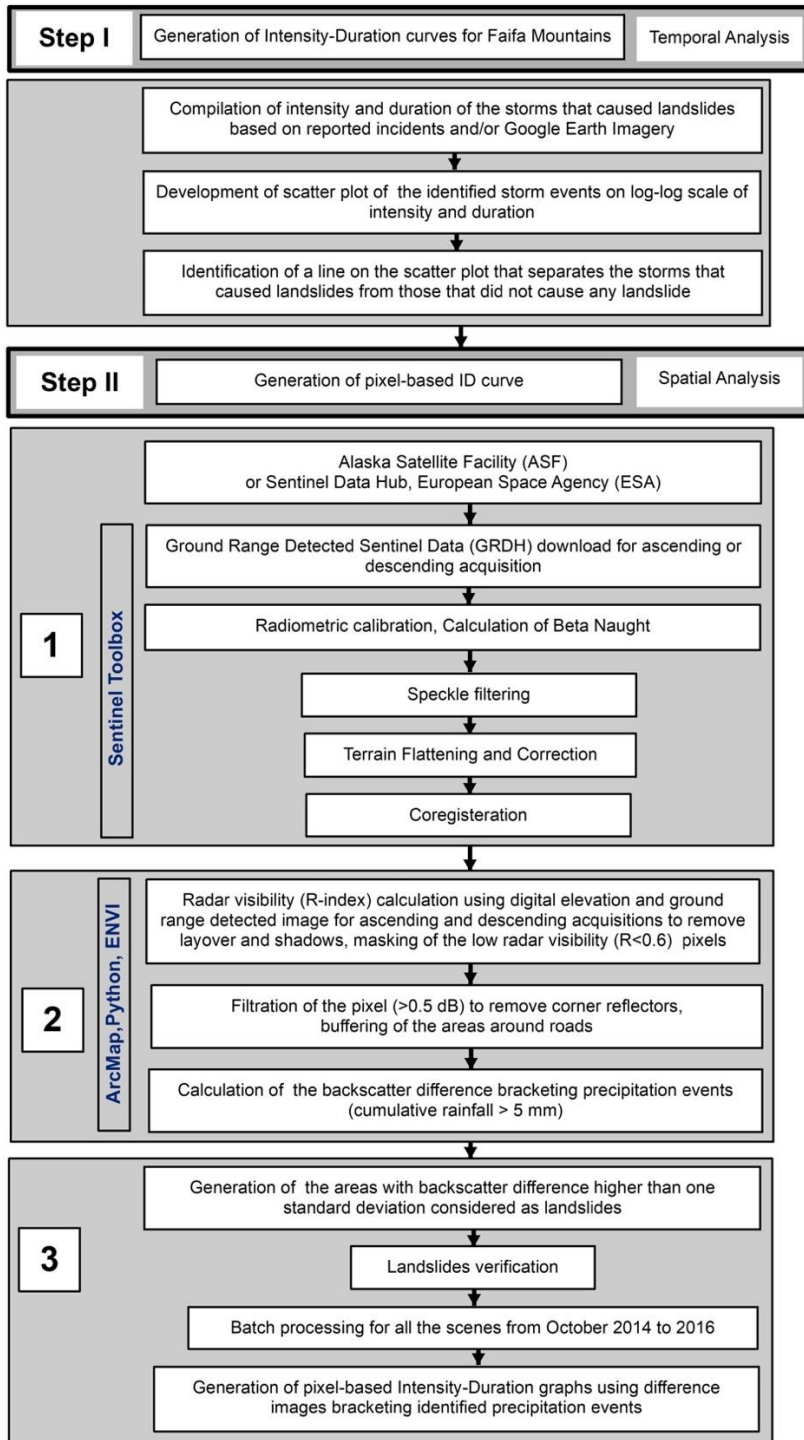 Step I
Generation of Intensity-Duration curves for Faifa Mountains
Temporal Analysis
Compilation of intensity and duration of the storms that caused landslides
based on reported incidents and/or Google Earth Imagery
Development of scatter plot of the identified storm events on log-log scale of
intensity and duration
Identification of a line on the scatter plot that separates the storms that
caused landslides from those that did not cause any landslide
Step II
Generation of pixel-based ID curve
Spatial Analysis
1
Sentinel Toolbox
Alaska Satellite Facility (ASF)
or Sentinel Data Hub, European Space Agency (ESA)
Ground Range Detected Sentinel Data (GRDH) download for ascending or
descending acquisition
Radiometric calibration, Calculation of Beta Naught
Speckle filtering
Terrain Flattening and Correction
Coregisteration
2
ArcMap,Python, ENVI
Radar visibility (R-index) calculation using digital elevation and ground
range detected image for ascending and descending acquisitions to remove
layover and shadows, masking of the low radar visibility (R<0.6) pixels
Filtration of the pixel (>0.5 dB) to remove corner reflectors,
buffering of the areas around roads
Calculation of the backscatter difference bracketing precipitation events
(cumulative rainfall > 5 mm)
3
Generation of the areas with backscatter difference higher than one
standard deviation considered as landslides
Landslides verification
Batch processing for all the scenes from October 2014 to 2016
Generation of pixel-based Intensity-Duration graphs using difference
images bracketing identified precipitation events